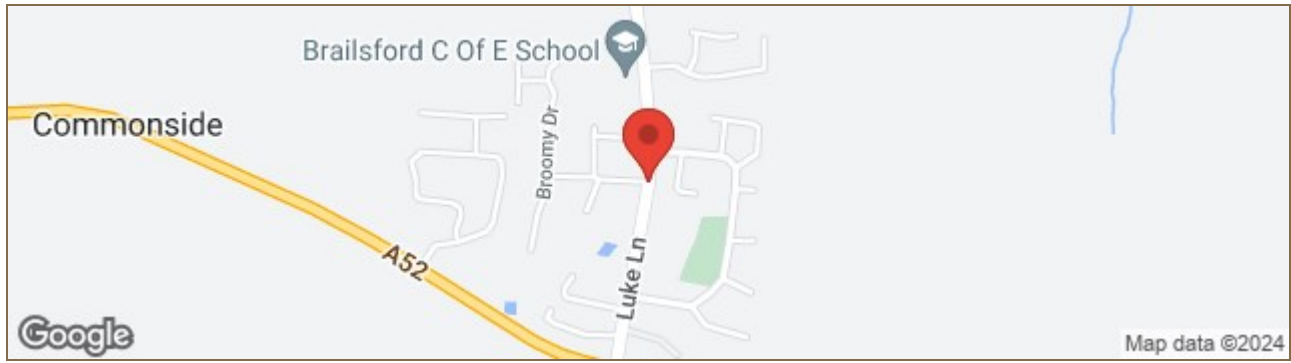 Brailsford C Of E School
Commonside
Broomy Dr
A52
Luke Ln
Google
Map data ©2024